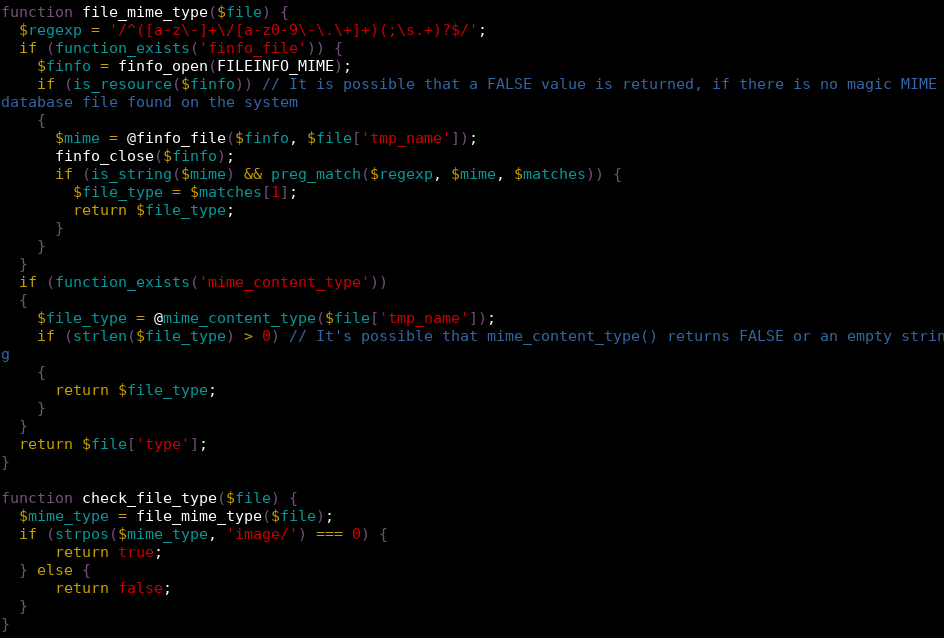 function file_mime_type($file) {
  $regexp = '/^([a-z\-]+\/[a-z0-9\-\.\+]+)(;\s.+)?$/';
  if (function_exists('finfo_file')) {
    $finfo = finfo_open(FILEINFO_MIME);
    if (is_resource($finfo)) // It is possible that a FALSE value is returned, if there is no magic MIME
database file found on the system
    {
      $mime = @finfo_file($finfo, $file['tmp_name']);
      finfo_close($finfo);
      if (is_string($mime) && preg_match($regexp, $mime, $matches)) {
        $file_type = $matches[1];
        return $file_type;
      }
    }
  }
  if (function_exists('mime_content_type'))
  {
    $file_type = @mime_content_type($file['tmp_name']);
    if (strlen($file_type) > 0) // It's possible that mime_content_type() returns FALSE or an empty strin
g
    {
      return $file_type;
    }
  }
  return $file['type'];
}

function check_file_type($file) {
  $mime_type = file_mime_type($file);
  if (strpos($mime_type, 'image/') === 0) {
      return true;
  } else {
      return false;
  }
}